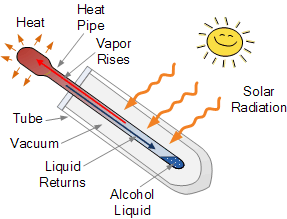 Heat
Heat
Pipe
Vapor
Rises
Solar
Radiation
Tube
Vacuum
Liquid
Returns
Alcohol
Liquid